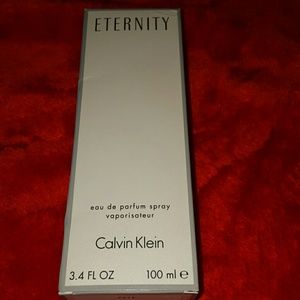 ETERNITY
eau de parfum spray
vaporisateur
Calvin Klein
3.4 FL OZ 100 ml ℮